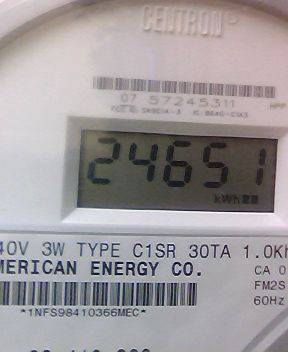 CENTRON
07 57245311
24651
kWh
40V 3W TYPE C1SR 30TA 1.0Kh
MERICAN ENERGY CO. CA 0
FM2S
60Hz
*1NFS98410366MEC*